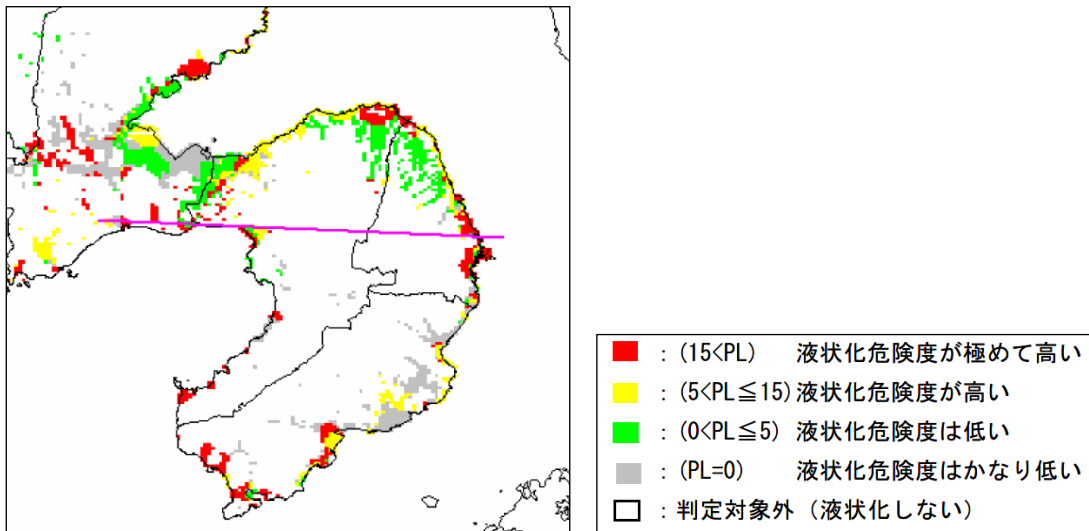 ：(15<PL)　液状化危険度が極めて高い
：(5<PL≦15)液状化危険度が高い
：(0<PL≦5)　液状化危険度は低い
：(PL=0)　液状化危険度はかなり低い
：判定対象外（液状化しない）